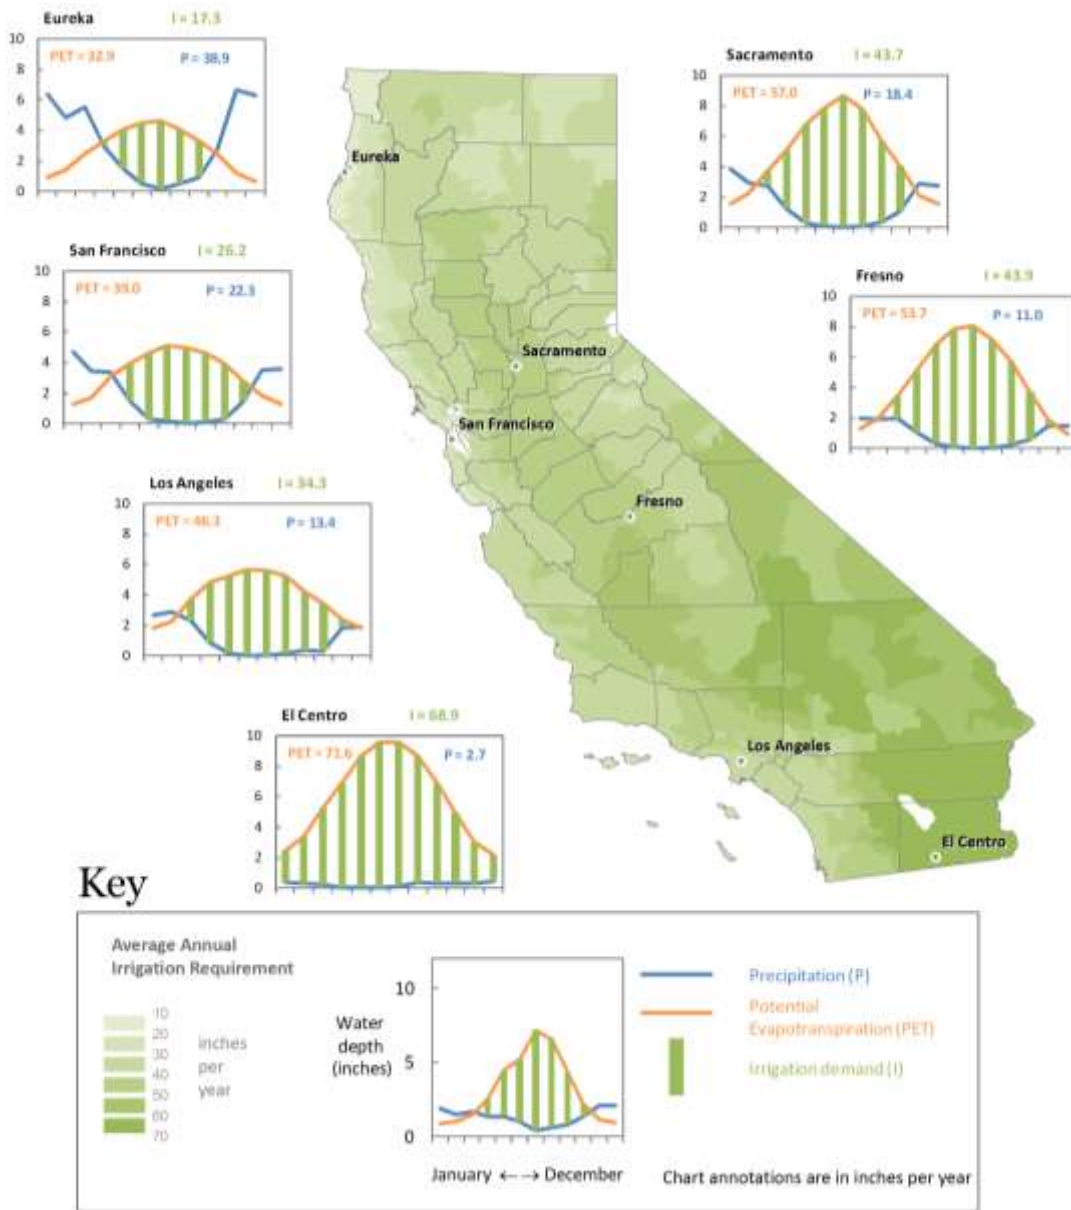 Eureka I = 17.3
PET = 32.9 P = 38.9
10
8
6
4
2
0
San Francisco I = 26.2
PET = 39.0 P = 22.3
10
8
6
4
2
0
Los Angeles I = 34.3
PET = 46.3 P = 13.4
10
8
6
4
2
0
El Centro I = 68.9
PET = 71.6 P = 2.7
10
8
6
4
2
0
Sacramento I = 43.7
PET = 57.0 P = 18.4
10
8
6
4
2
0
Fresno I = 43.9
PET = 53.7 P = 11.0
10
8
6
4
2
0
Eureka
Sacramento
San Francisco
Fresno
Los Angeles
El Centro
Key
Average Annual
Irrigation Requirement
10
20
30
40
50
60
70
inches
per
year
Water
depth
(inches)
10
5
0
January ←→ December
Precipitation (P)
Potential
Evapotranspiration (PET)
Irrigation demand (I)
Chart annotations are in inches per year